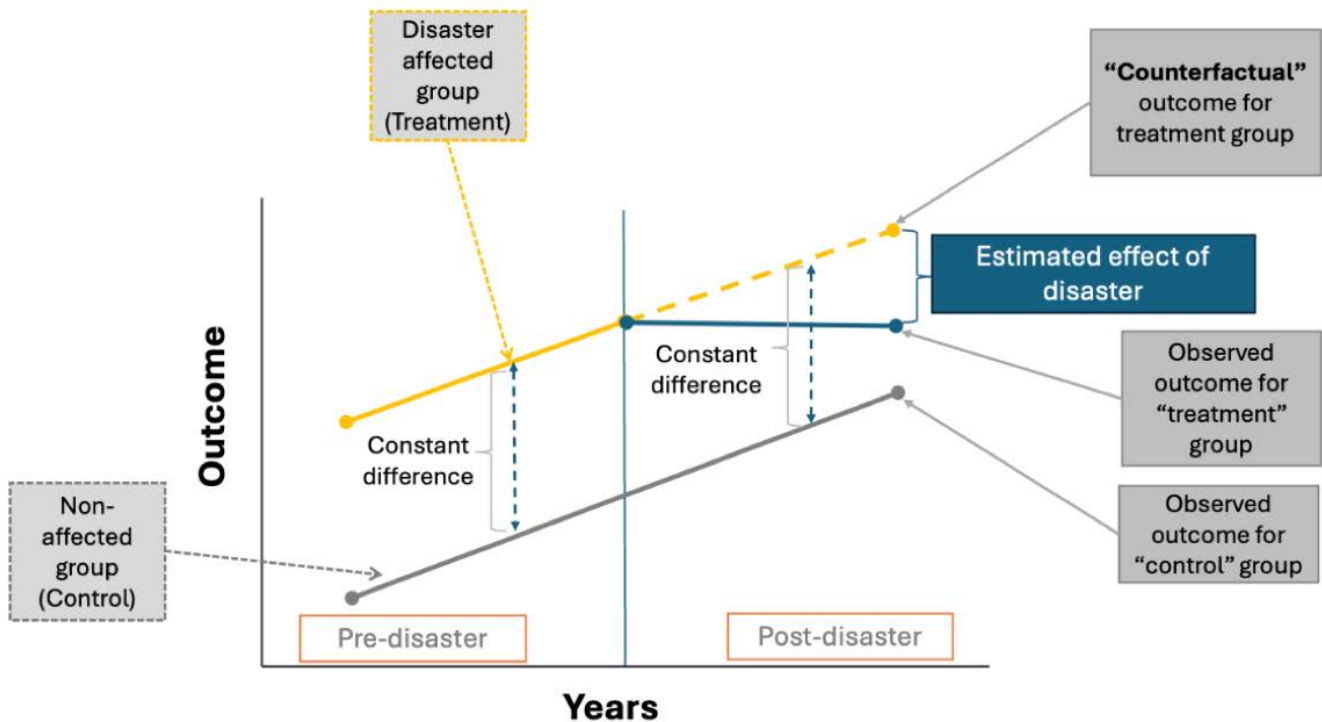 Disaster
affected
group
(Treatment)
“Counterfactual”
outcome for
treatment group
Estimated effect of
disaster
Outcome
Constant
difference
Constant
difference
Observed
outcome for
“treatment”
group
Non-
affected
group
(Control)
Observed
outcome for
“control” group
Pre-disaster
Post-disaster
Years